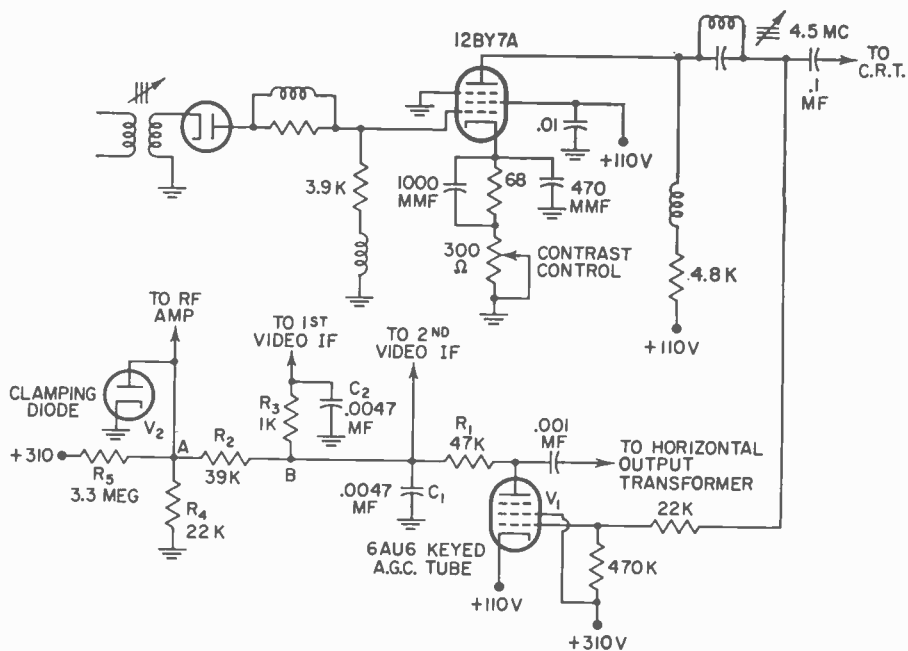 12BY7A
4.5 MC
TO
C.R.T.
.1
MF
.01
+110V
3.9 K
1000
MMF
68
470
MMF
300
Ω
CONTRAST
CONTROL
4.8 K
+110V
TO RF
AMP
TO 1ST
VIDEO IF
TO 2ND
VIDEO IF
CLAMPING
DIODE
V2
R3
1K
C2
.0047
MF
R1
47K
.001
MF
TO HORIZONTAL
OUTPUT
TRANSFORMER
+310
A
R2
39K
B
R5
3.3 MEG
R4
22 K
.0047
MF
C1
V1
22K
6AU6 KEYED
A.G.C. TUBE
470K
+110V
+310V